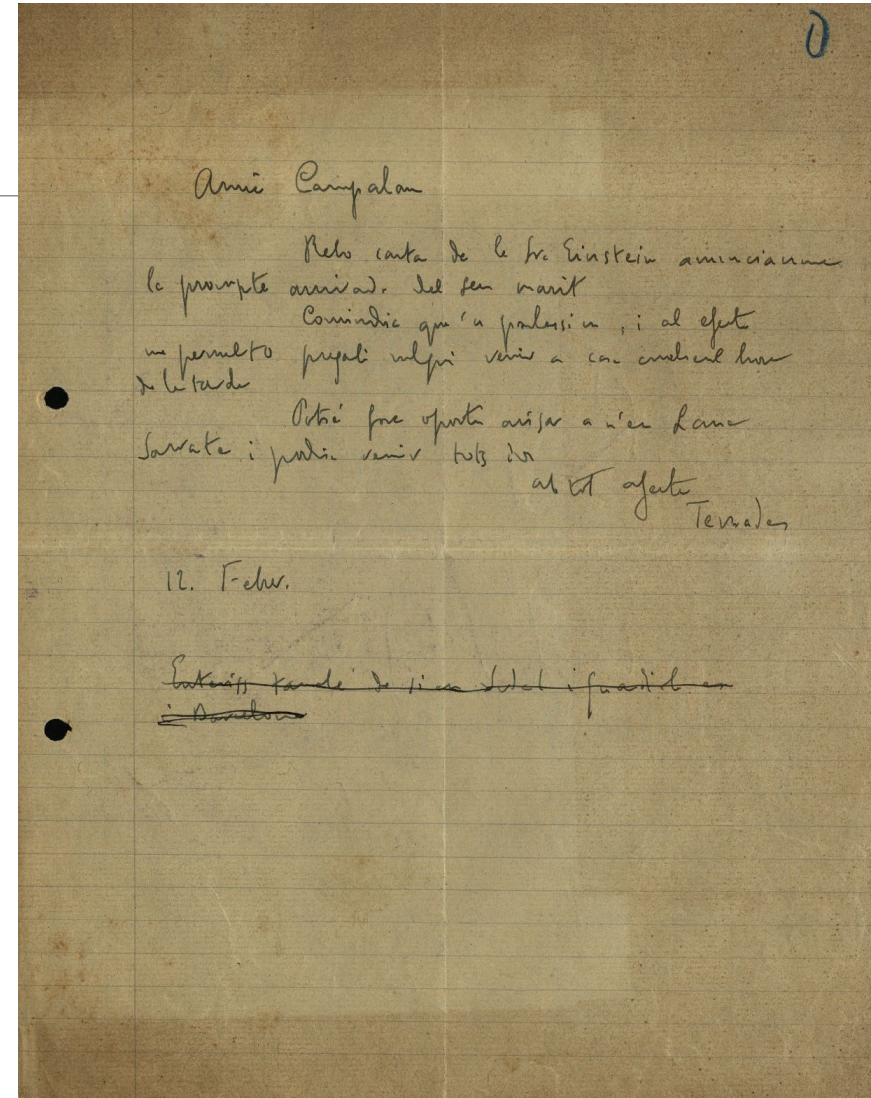 Amic Campalans
Rebo carta de la Sra Einstein anunciantme
la prompte arrivada del seu marit
Convindria que'n parlessim, i al efecte
me permeto pregarli vulgui venir a casa
de la tarde
Potsé fora oportú avisar a n'en Lana
Sarrate i podrien venir tots dos
ab tot afecte
Terradas
12. Febr.
i Barcelona